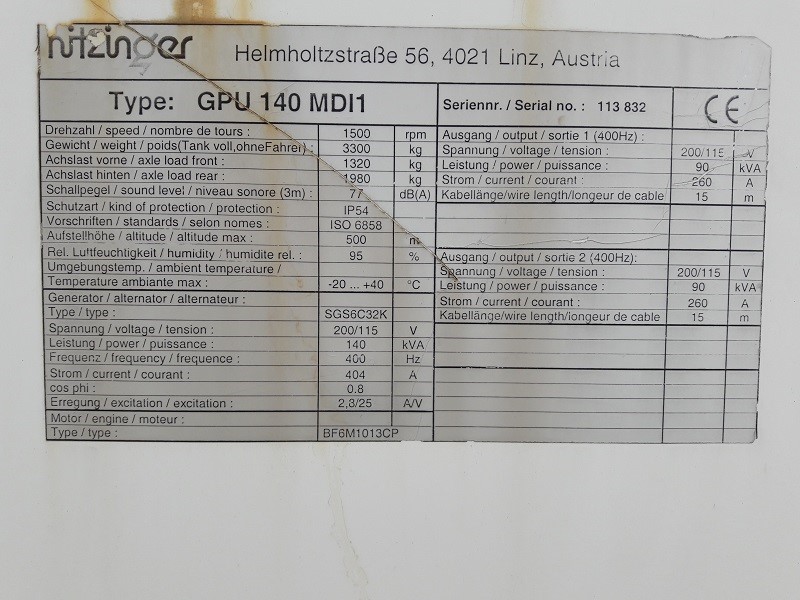 hitzinger
Helmholtzstraße 56, 4021 Linz, Austria
Type: GPU 140 MDI1
Seriennr. / Serial no. : 113 832
CE
Drehzahl / speed / nombre de tours : 1500 rpm
Gewicht / weight / poids(Tank voll,ohneFahrer) : 3300 kg
Achslast vorne / axle load front : 1320 kg
Achslast hinten / axle load rear : 1980 kg
Schallpegel / sound level / niveau sonore (3m) : 77 dB(A)
Schutzart / kind of protection / protection : IP54
Vorschriften / standards / selon nomes : ISO 6858
Aufstellhöhe / altitude / altitude max : 500 m
Rel. Luftfeuchtigkeit / humidity / humidite rel. : 95 %
Umgebungstemp. / ambient temperature /
Temperature ambiante max : -20 ... +40 °C
Generator / alternator / alternateur :
Type / type : SGS6C32K
Spannung / voltage / tension : 200/115 V
Leistung / power / puissance : 140 kVA
Frequenz / frequency / frequence : 400 Hz
Strom / current / courant : 404 A
cos phi : 0.8
Erregung / excitation / excitation : 2,3/25 A/V
Motor / engine / moteur :
Type / type : BF6M1013CP
Ausgang / output / sortie 1 (400Hz) :
Spannung / voltage / tension : 200/115 V
Leistung / power / puissance : 90 kVA
Strom / current / courant : 260 A
Kabellänge/wire length/longeur de cable 15 m
Ausgang / output / sortie 2 (400Hz):
Spannung / voltage / tension : 200/115 V
Leistung / power / puissance : 90 kVA
Strom / current / courant : 260 A
Kabellänge/wire length/longeur de cable 15 m